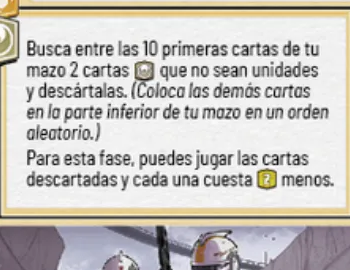 Busca entre las 10 primeras cartas de tu
mazo 2 cartas que no sean unidades
y descártalas. (Coloca las demás cartas
en la parte inferior de tu mazo en un orden
aleatorio.)
Para esta fase, puedes jugar las cartas
descartadas y cada una cuesta 2 menos.